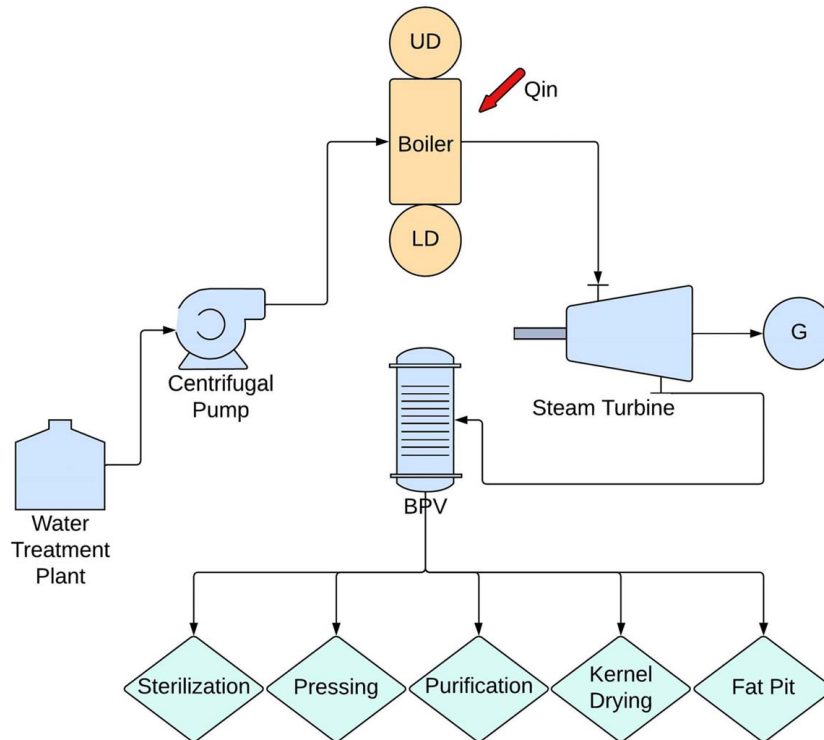 UD
Qin
Boiler
LD
G
Centrifugal
Pump
Steam Turbine
BPV
Water
Treatment
Plant
Sterilization
Pressing
Purification
Kernel
Drying
Fat Pit